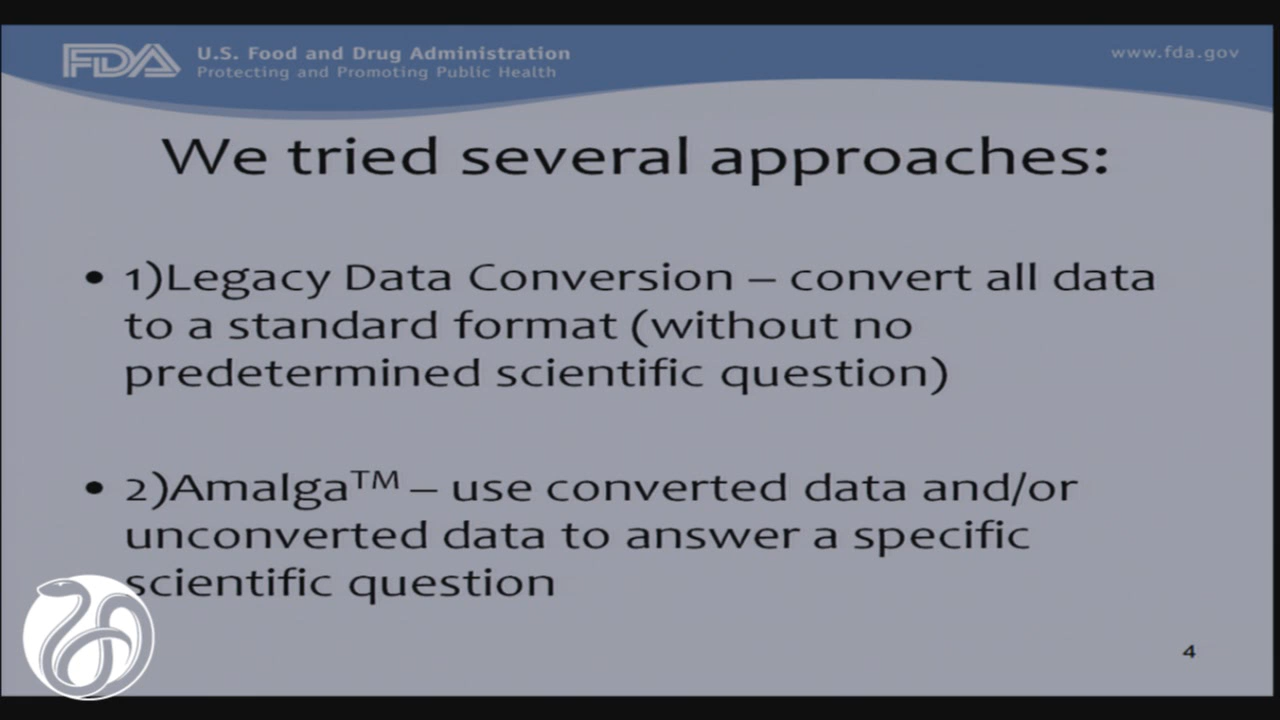 FDA
U.S. Food and Drug Administration
Protecting and Promoting Public Health
www.fda.gov
We tried several approaches:
• 1)Legacy Data Conversion – convert all data
to a standard format (without no
predetermined scientific question)
• 2)Amalga™ – use converted data and/or
unconverted data to answer a specific
scientific question
4